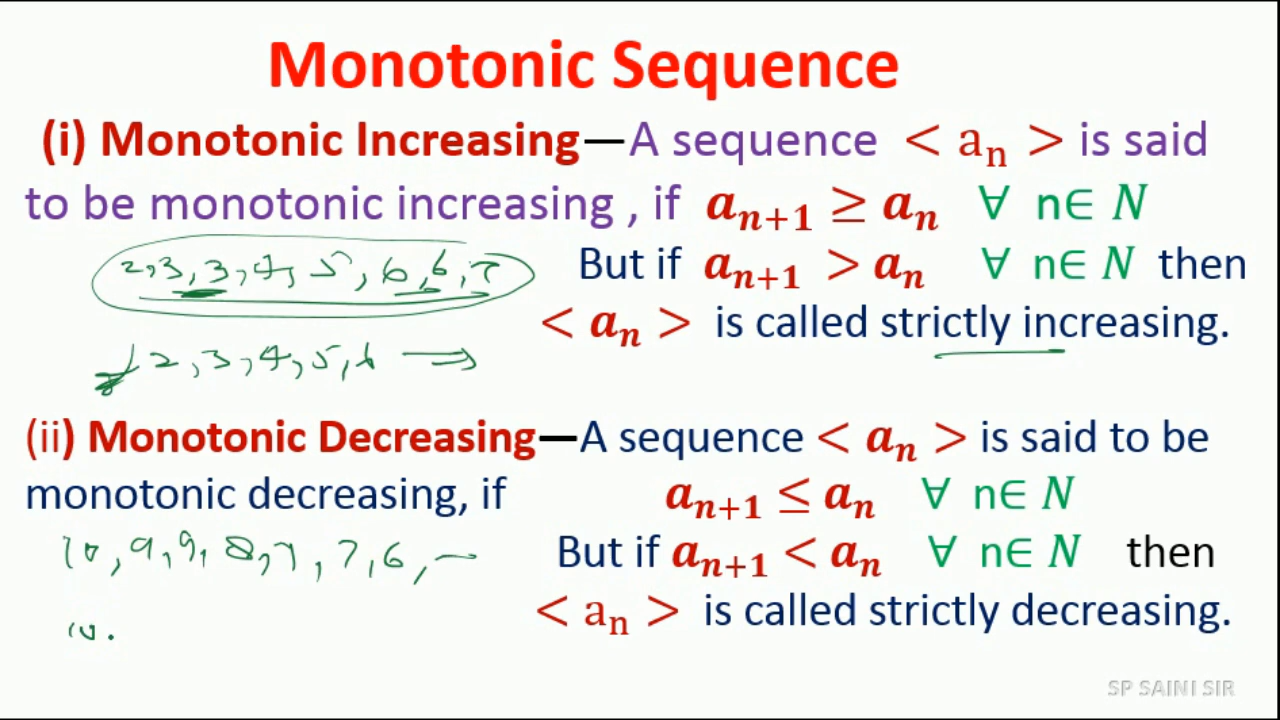 Monotonic Sequence
(i) Monotonic Increasing—A sequence < aₙ > is said
to be monotonic increasing , if aₙ₊₁ ≥ aₙ ∀ n∈ N
2,3,3,4,5,6,6,7
But if aₙ₊₁ > aₙ ∀ n∈ N then
< aₙ > is called strictly increasing.
2,3,4,5,6 →
(ii) Monotonic Decreasing—A sequence < aₙ > is said to be
monotonic decreasing, if aₙ₊₁ ≤ aₙ ∀ n∈ N
10,9,9,8,7,7,6,—
But if aₙ₊₁ < aₙ ∀ n∈ N then
< aₙ > is called strictly decreasing.
10.
SP SAINI SIR